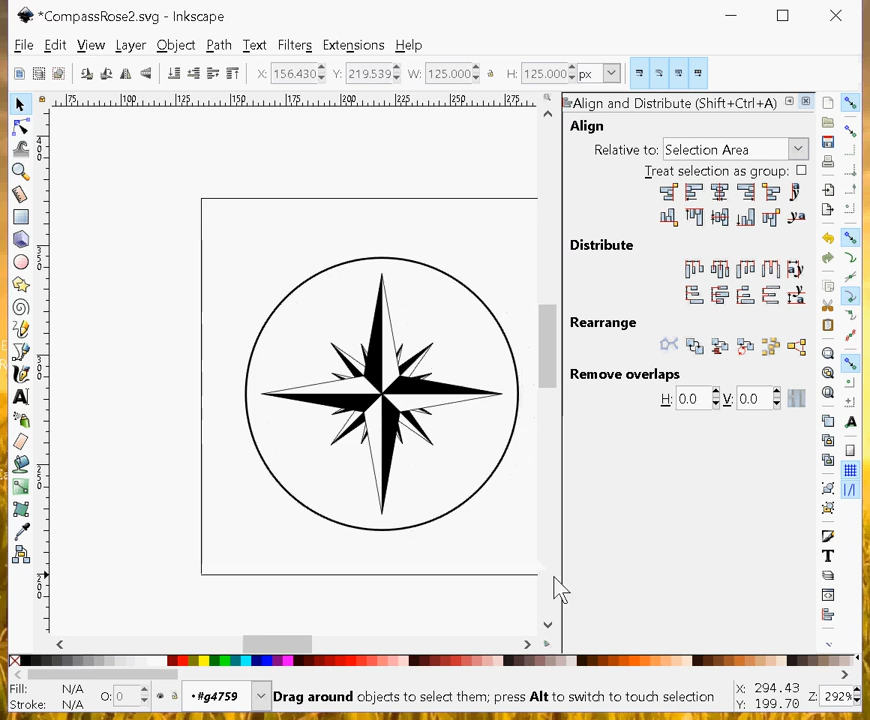 *CompassRose2.svg - Inkscape
File Edit View Layer Object Path Text Filters Extensions Help
X: 156.430 Y: 219.539 W: 125.000 H: 125.000 px
75 100 125 150 200 225 250 275
Align and Distribute (Shift+Ctrl+A)
Align
Relative to: Selection Area
Treat selection as group:
Distribute
Rearrange
Remove overlaps
H: 0.0 V: 0.0
Fill: N/A
Stroke: N/A
O: 0
•#g4759
Drag around objects to select them; press Alt to switch to touch selection
X: 294.43
Y: 199.70
Z: 292%